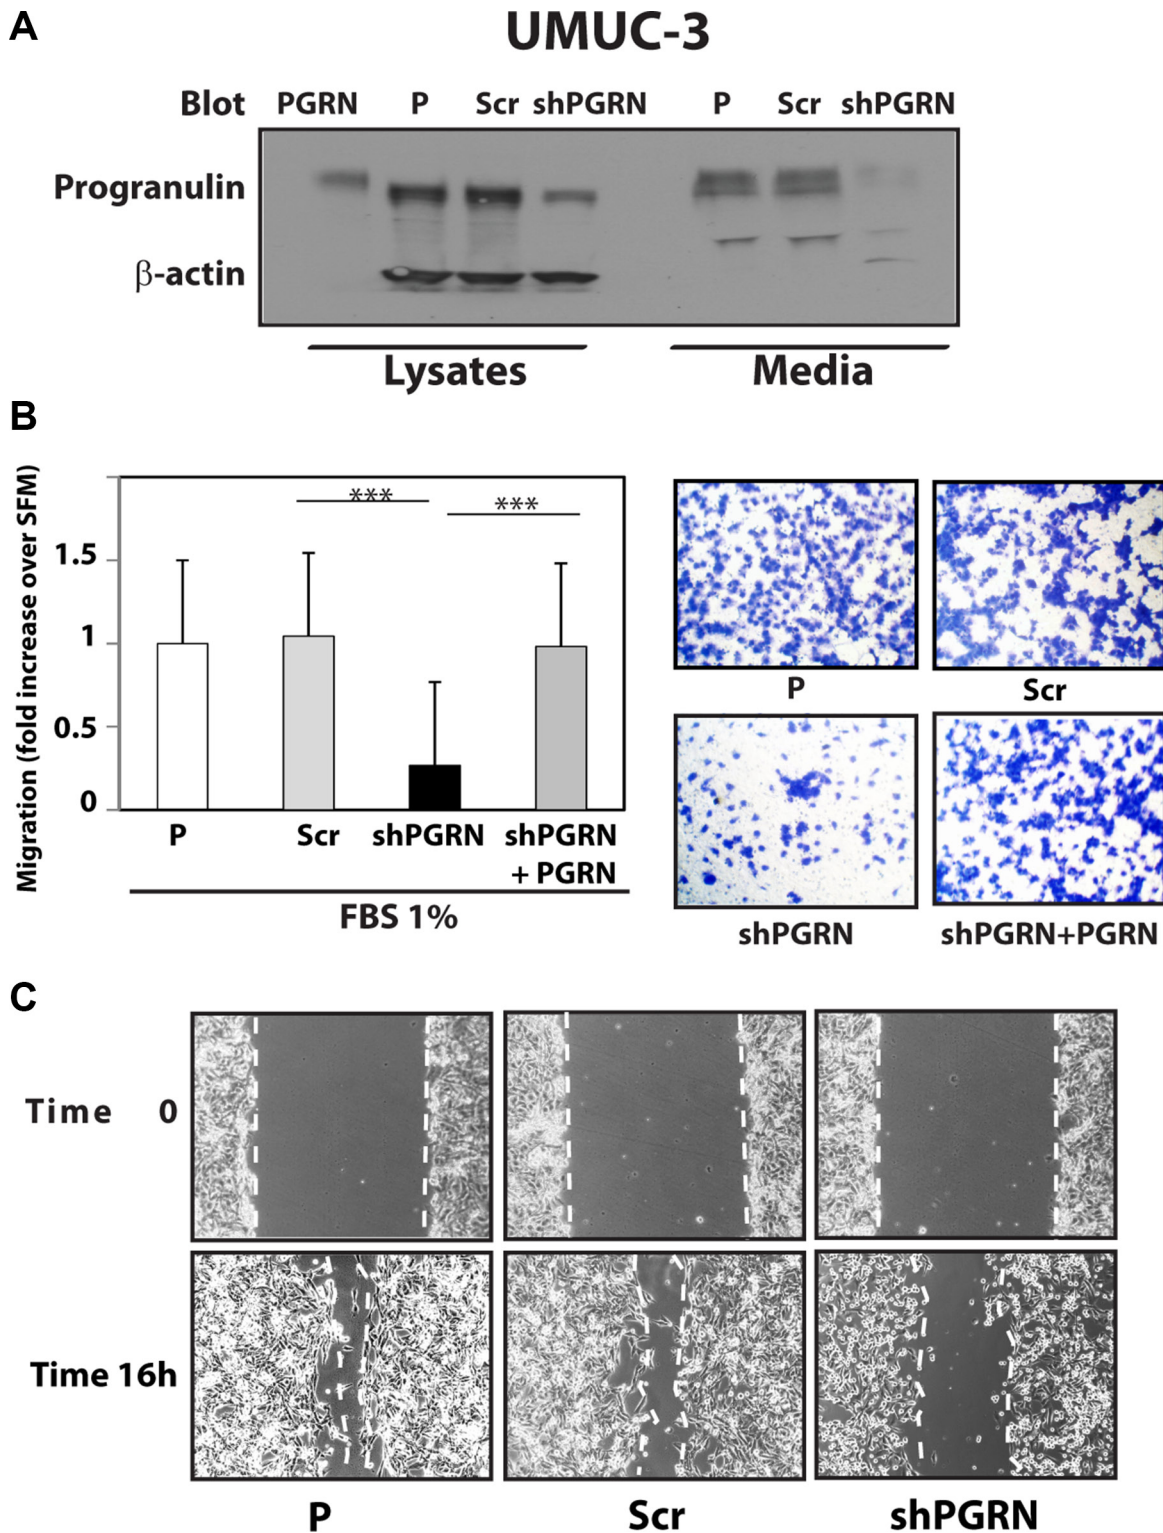 A
UMUC-3
Blot PGRN P Scr shPGRN P Scr shPGRN
Progranulin
β-actin
Lysates Media
B
Migration (fold increase over SFM)
1.5
1
0.5
0
*** ***
P Scr shPGRN shPGRN
+ PGRN
FBS 1%
P Scr
shPGRN shPGRN+PGRN
C
Time 0
Time 16h
P Scr shPGRN